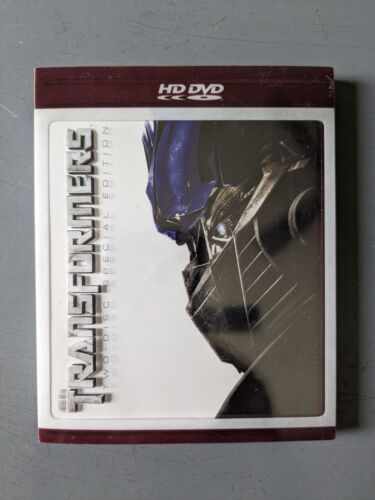 HD DVD
TRANSFORMERS
TWO-DISC SPECIAL EDITION